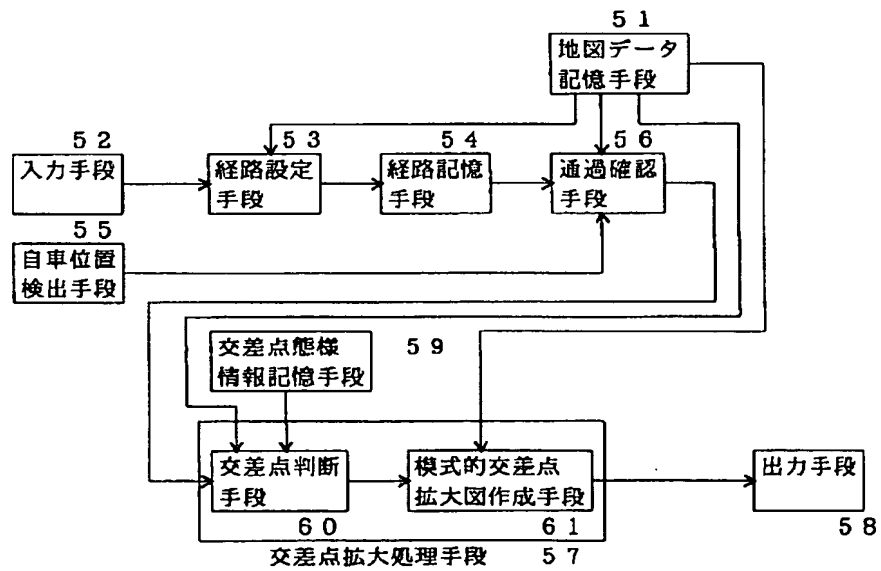 ５１
地図データ
記憶手段
５２
入力手段
５３
経路設定
手段
５４
経路記憶
手段
５６
通過確認
手段
５５
自車位置
検出手段
交差点態様
情報記憶手段
５９
交差点判断
手段
６０
模式的交差点
拡大図作成手段
６１
出力手段
５８
交差点拡大処理手段 ５７